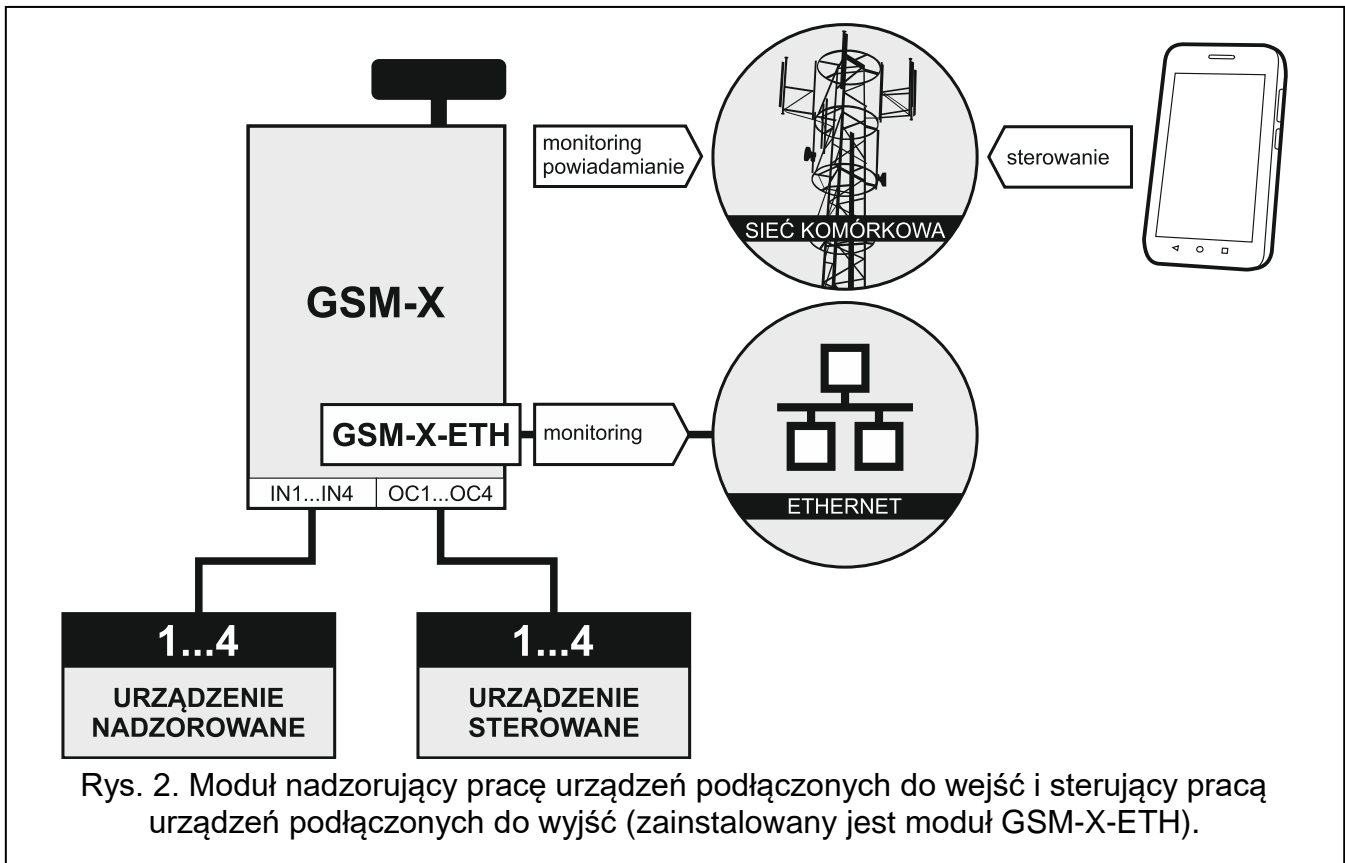 monitoring
powiadamianie
sterowanie
SIEĆ KOMÓRKOWA
GSM-X
GSM-X-ETH
monitoring
IN1...IN4
OC1...OC4
ETHERNET
1...4
URZĄDZENIE
NADZOROWANE
1...4
URZĄDZENIE
STEROWANE
Rys. 2. Moduł nadzorujący pracę urządzeń podłączonych do wejść i sterujący pracą
urządzeń podłączonych do wyjść (zainstalowany jest moduł GSM-X-ETH).